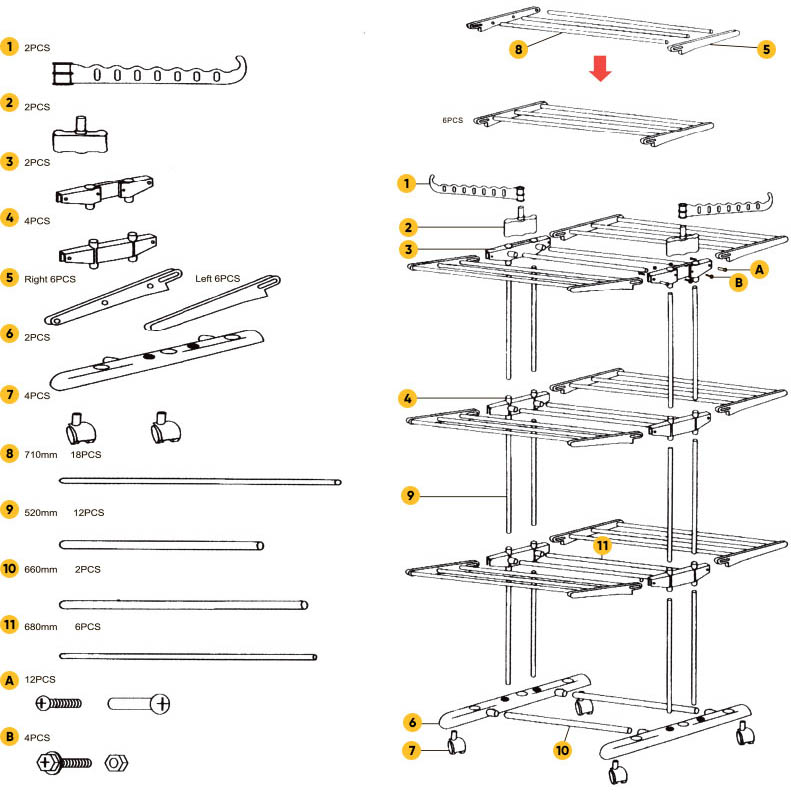 1 2PCS
2 2PCS
3 2PCS
4 4PCS
5 Right 6PCS Left 6PCS
6 2PCS
7 4PCS
8 710mm 18PCS
9 520mm 12PCS
10 660mm 2PCS
11 680mm 6PCS
A 12PCS
B 4PCS
8 5
6PCS
1
2
3
A
B
4
9
11
6
7
10